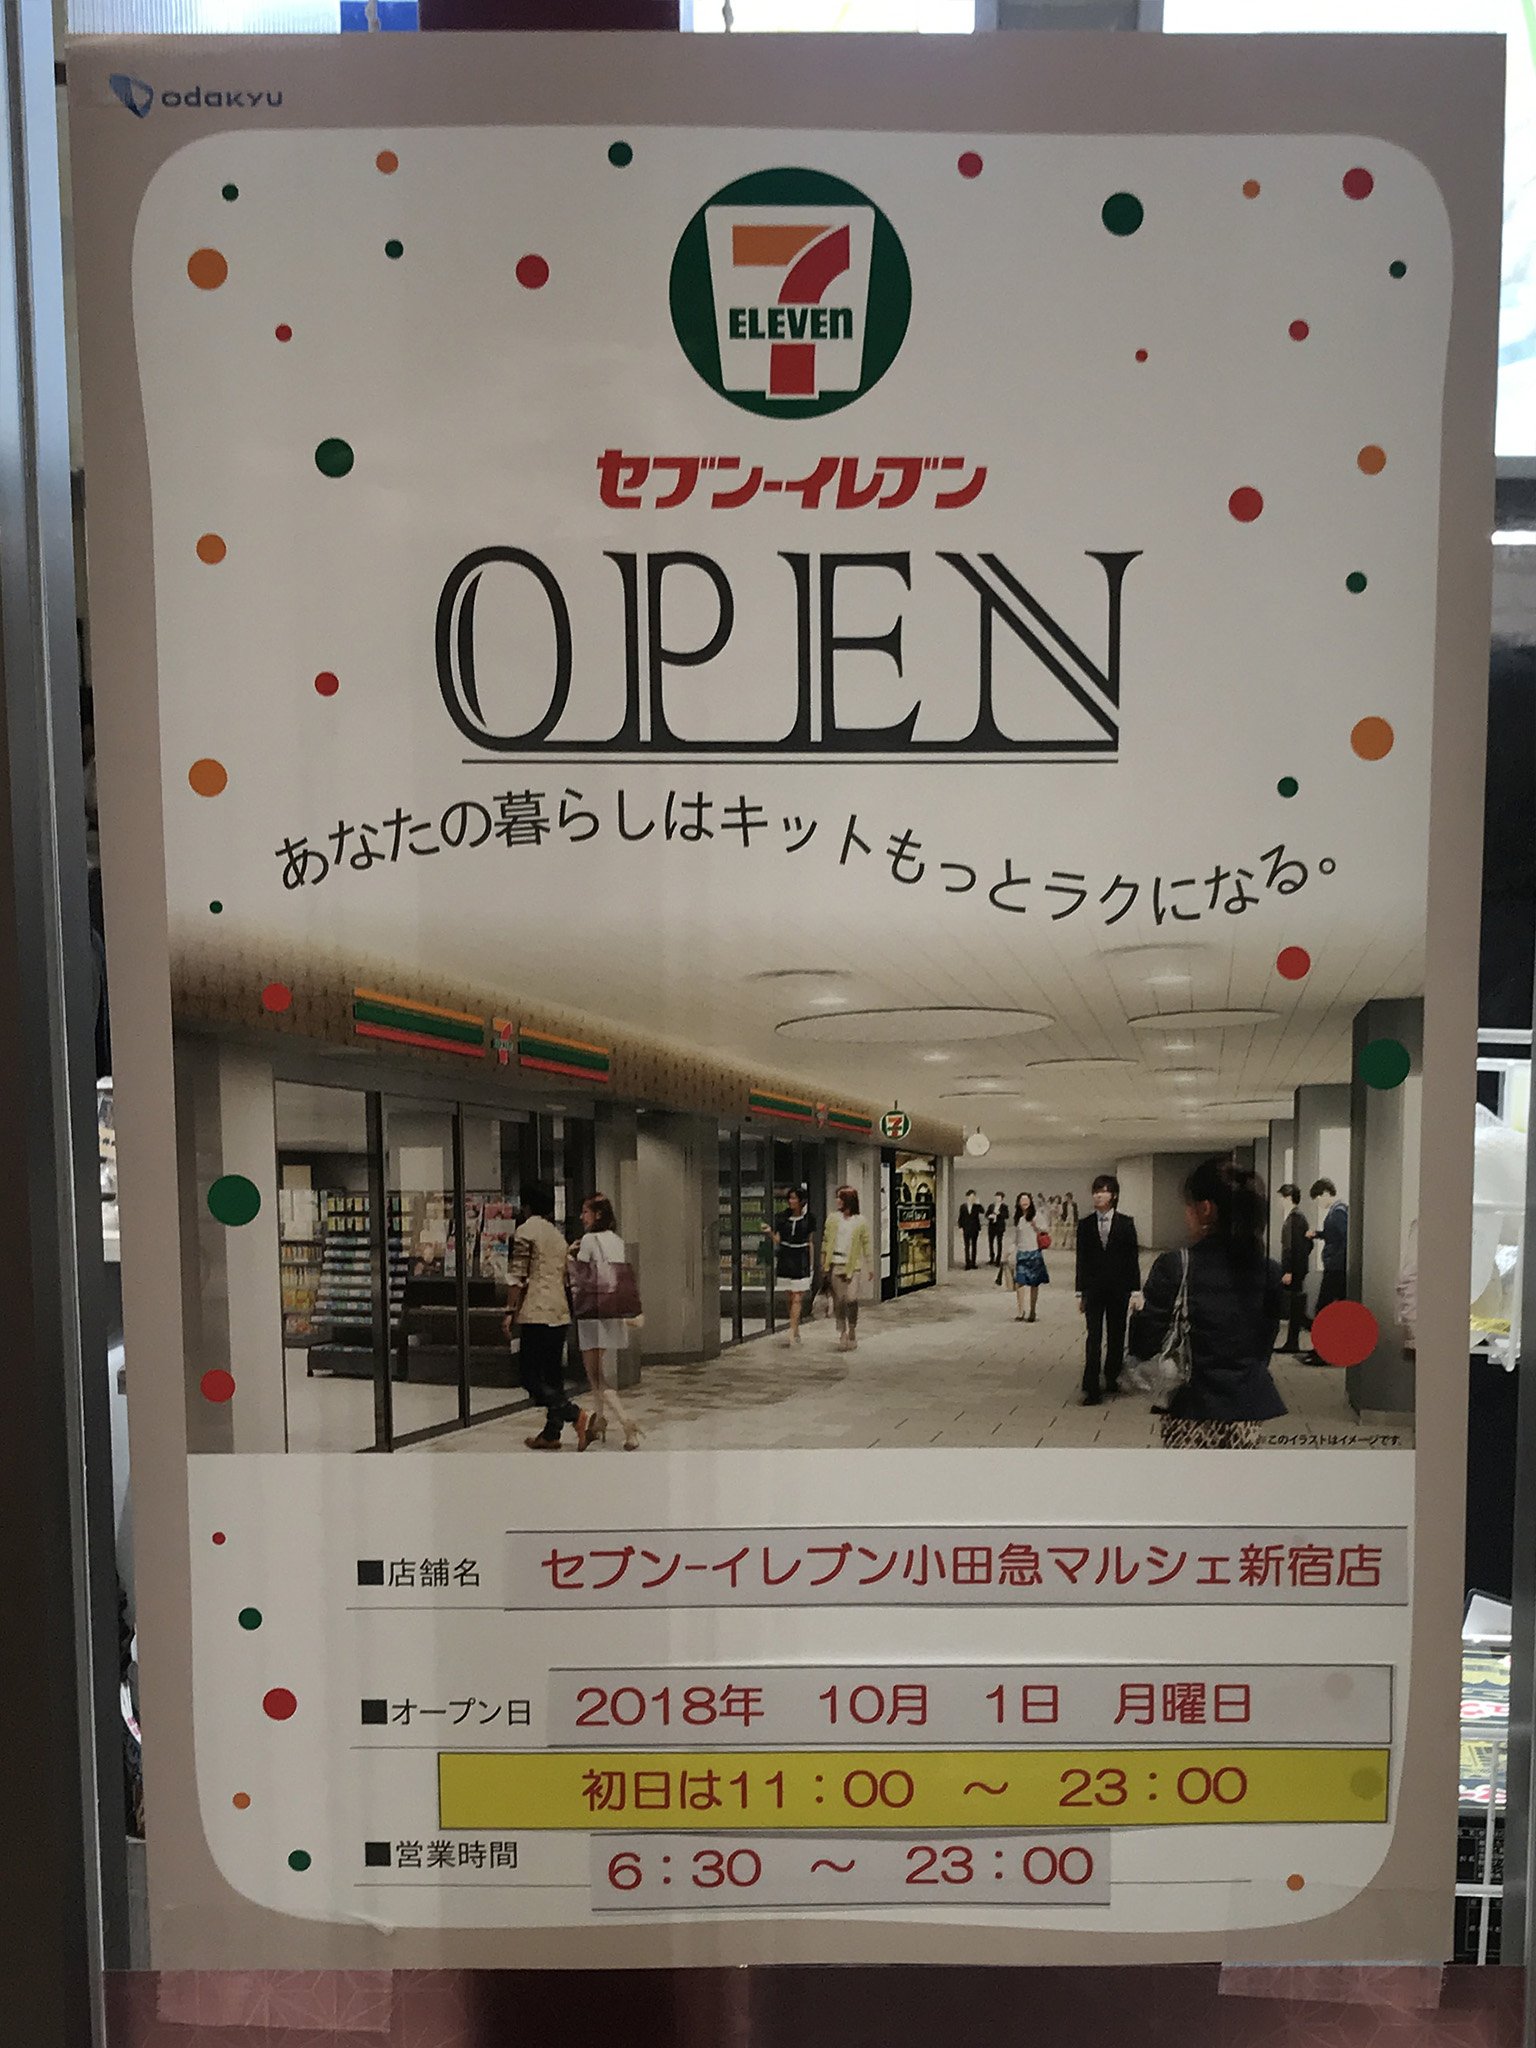 odakyu
7
ELEVEn
セブン-イレブン
OPEN
あなたの暮らしはキットもっとラクになる。
※このイラストはイメージです。
■店舗名 セブン-イレブン小田急マルシェ新宿店
■オープン日 2018年 10月 1日 月曜日
初日は11:00 ～ 23:00
■営業時間 6:30 ～ 23:00